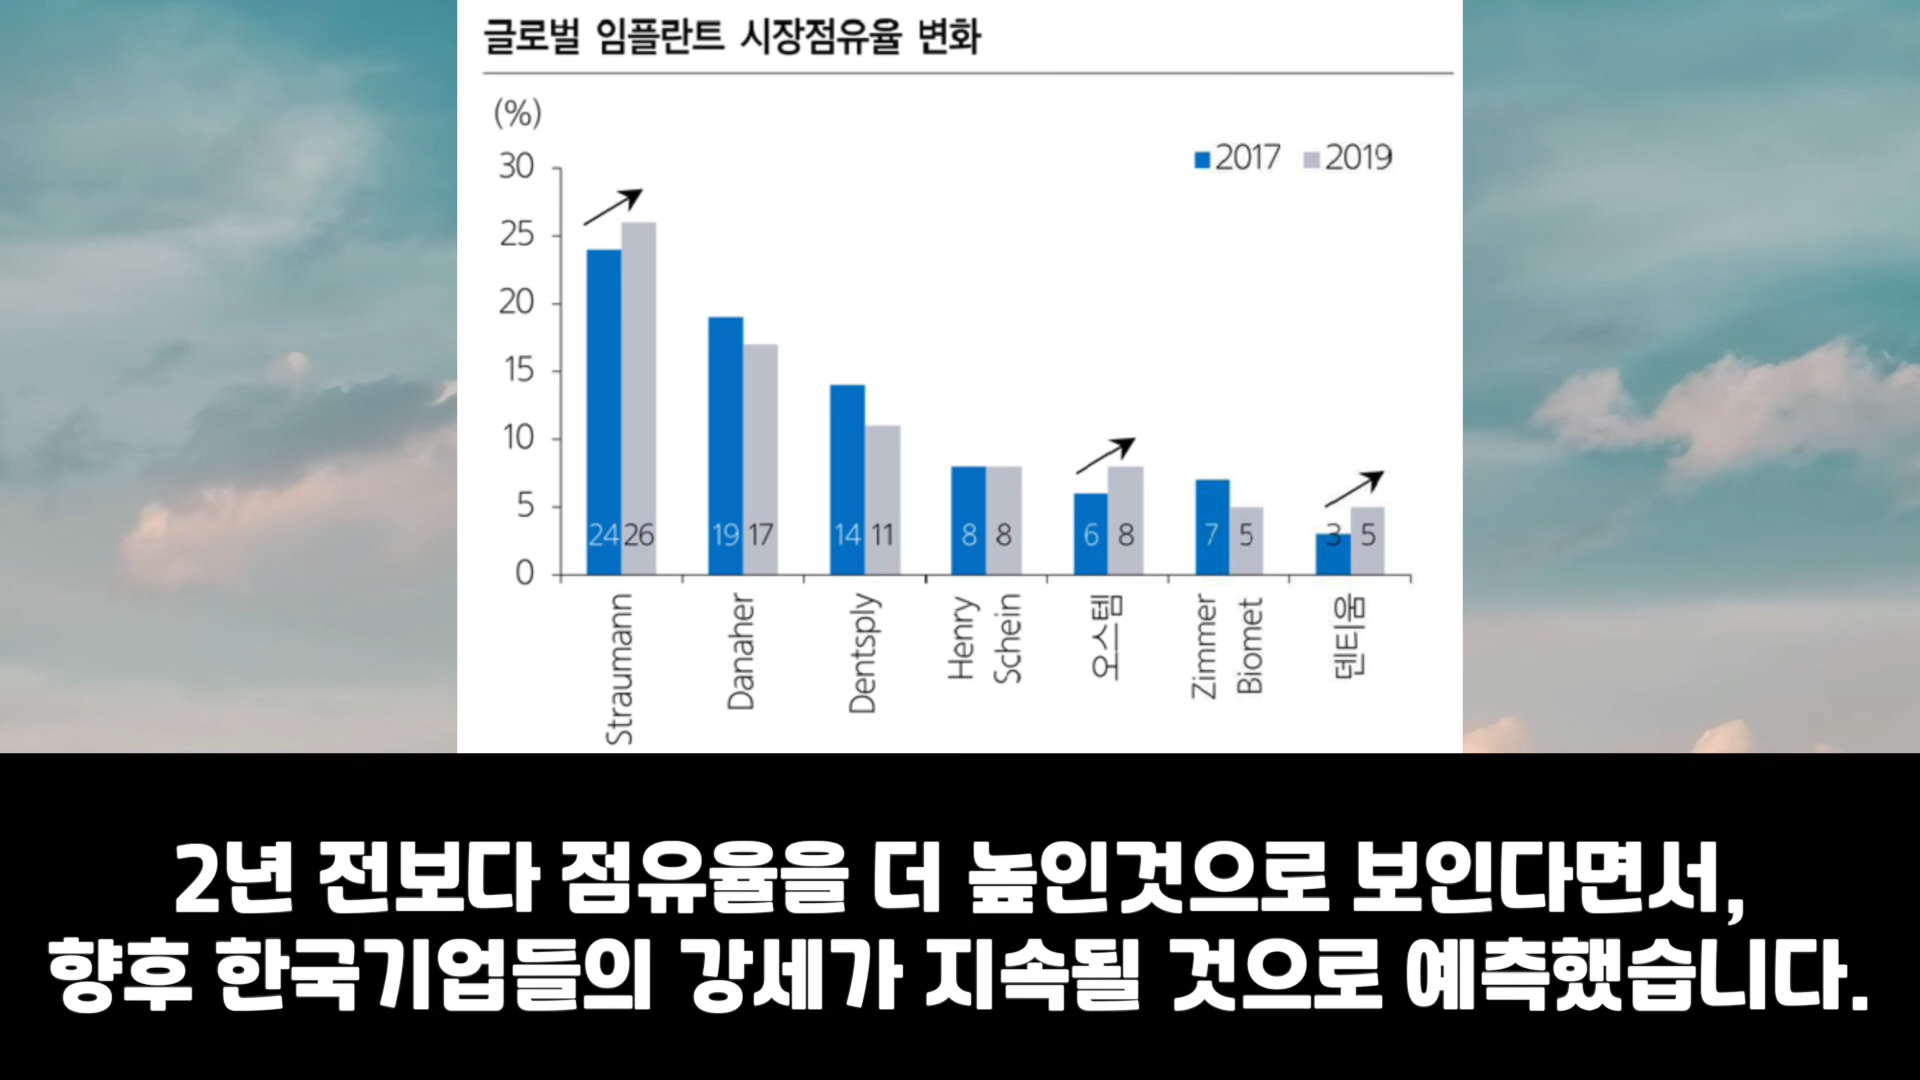 글로벌 임플란트 시장점유율 변화
(%)
2017 2019
30
25
20
15
10
5
0
24 26 19 17 14 11 8 8 6 8 7 5 3 5
Straumann
Danaher
Dentsply
Henry
Schein
오스템
Zimmer
Biomet
덴티움
2년 전보다 점유율을 더 높인것으로 보인다면서,
향후 한국기업들의 강세가 지속될 것으로 예측했습니다.